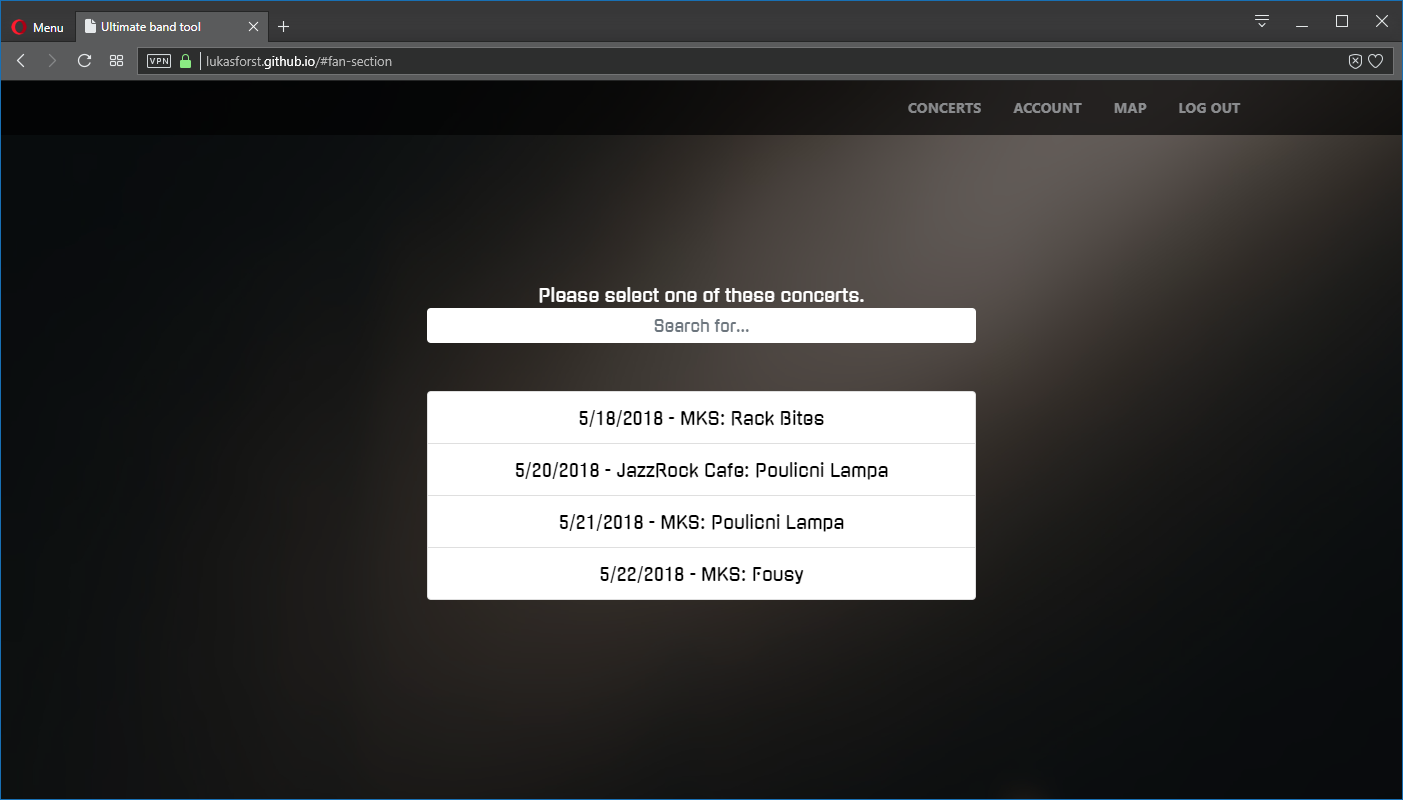 Menu
Ultimate band tool
VPN
lukasforst.github.io/#fan-section
CONCERTS ACCOUNT MAP LOG OUT
Please select one of these concerts.
Search for...
5/18/2018 - MKS: Rack Bites
5/20/2018 - JazzRock Cafe: Poulicni Lampa
5/21/2018 - MKS: Poulicni Lampa
5/22/2018 - MKS: Fousy